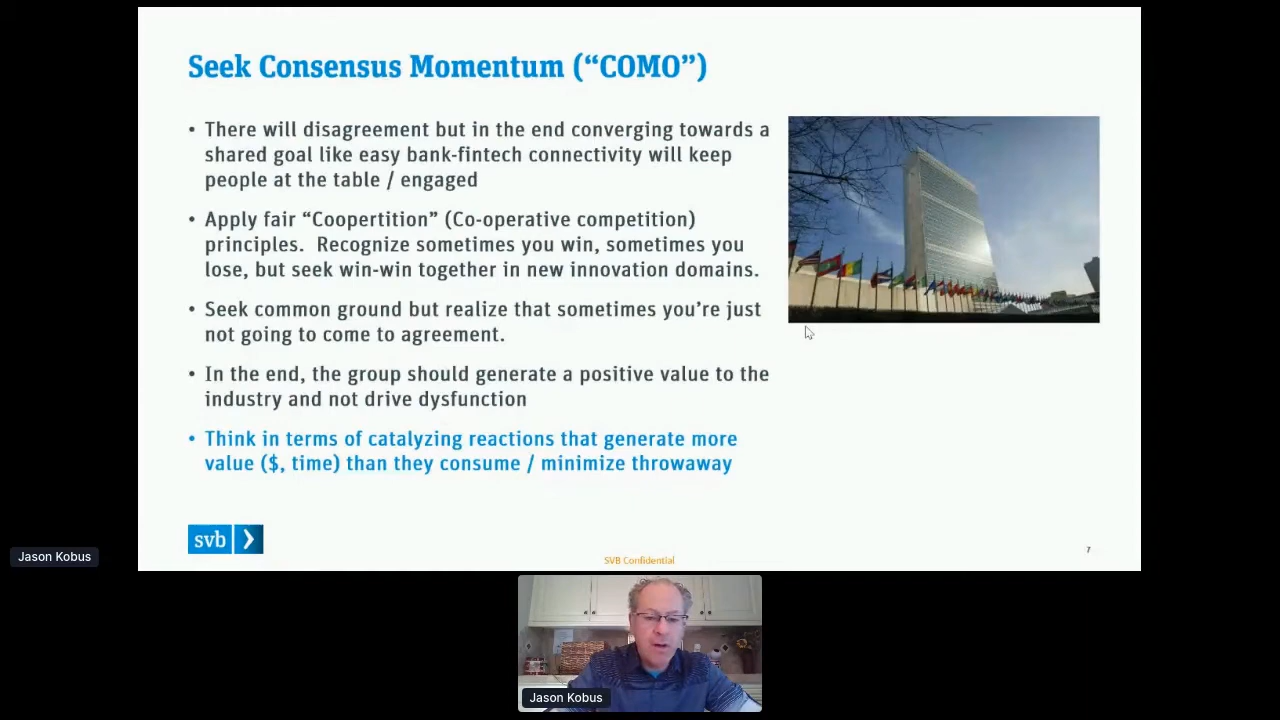 Seek Consensus Momentum (“COMO”)
• There will disagreement but in the end converging towards a
shared goal like easy bank-fintech connectivity will keep
people at the table / engaged
• Apply fair “Coopertition” (Co-operative competition)
principles.  Recognize sometimes you win, sometimes you
lose, but seek win-win together in new innovation domains.
• Seek common ground but realize that sometimes you’re just
not going to come to agreement.
• In the end, the group should generate a positive value to the
industry and not drive dysfunction
• Think in terms of catalyzing reactions that generate more
value ($, time) than they consume / minimize throwaway
svb
SVB Confidential
7
Jason Kobus
Jason Kobus